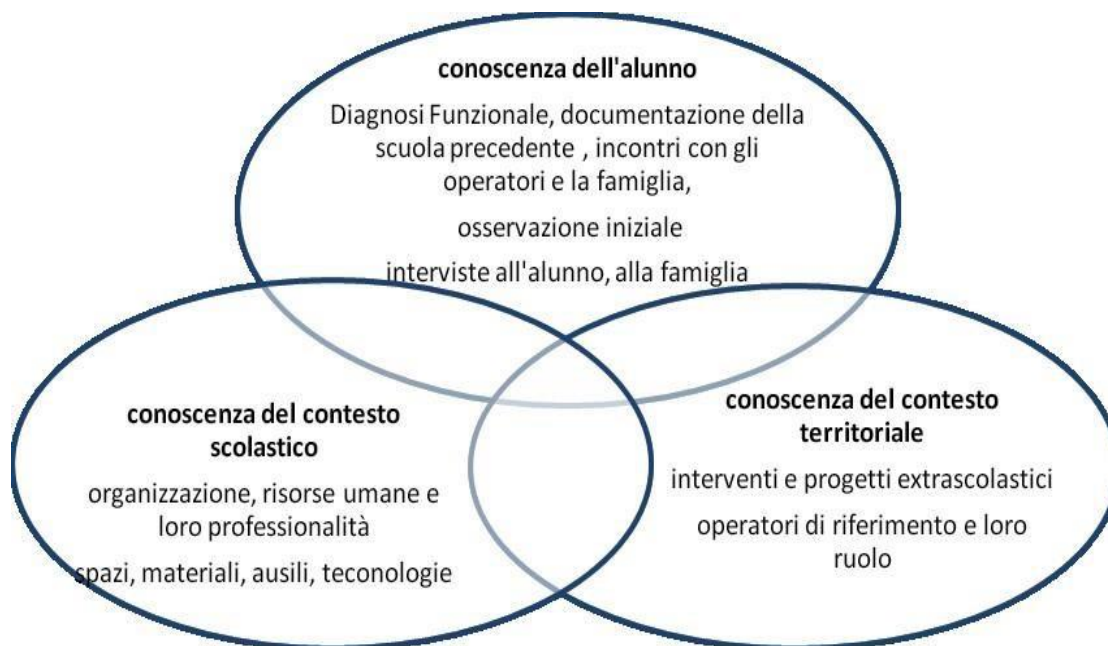 conoscenza dell'alunno
Diagnosi Funzionale, documentazione della
scuola precedente , incontri con gli
operatori e la famiglia,
osservazione iniziale
interviste all'alunno, alla famiglia
conoscenza del contesto
scolastico
organizzazione, risorse umane e
loro professionalità
spazi, materiali, ausili, teconologie
conoscenza del contesto
territoriale
interventi e progetti extrascolastici
operatori di riferimento e loro
ruolo